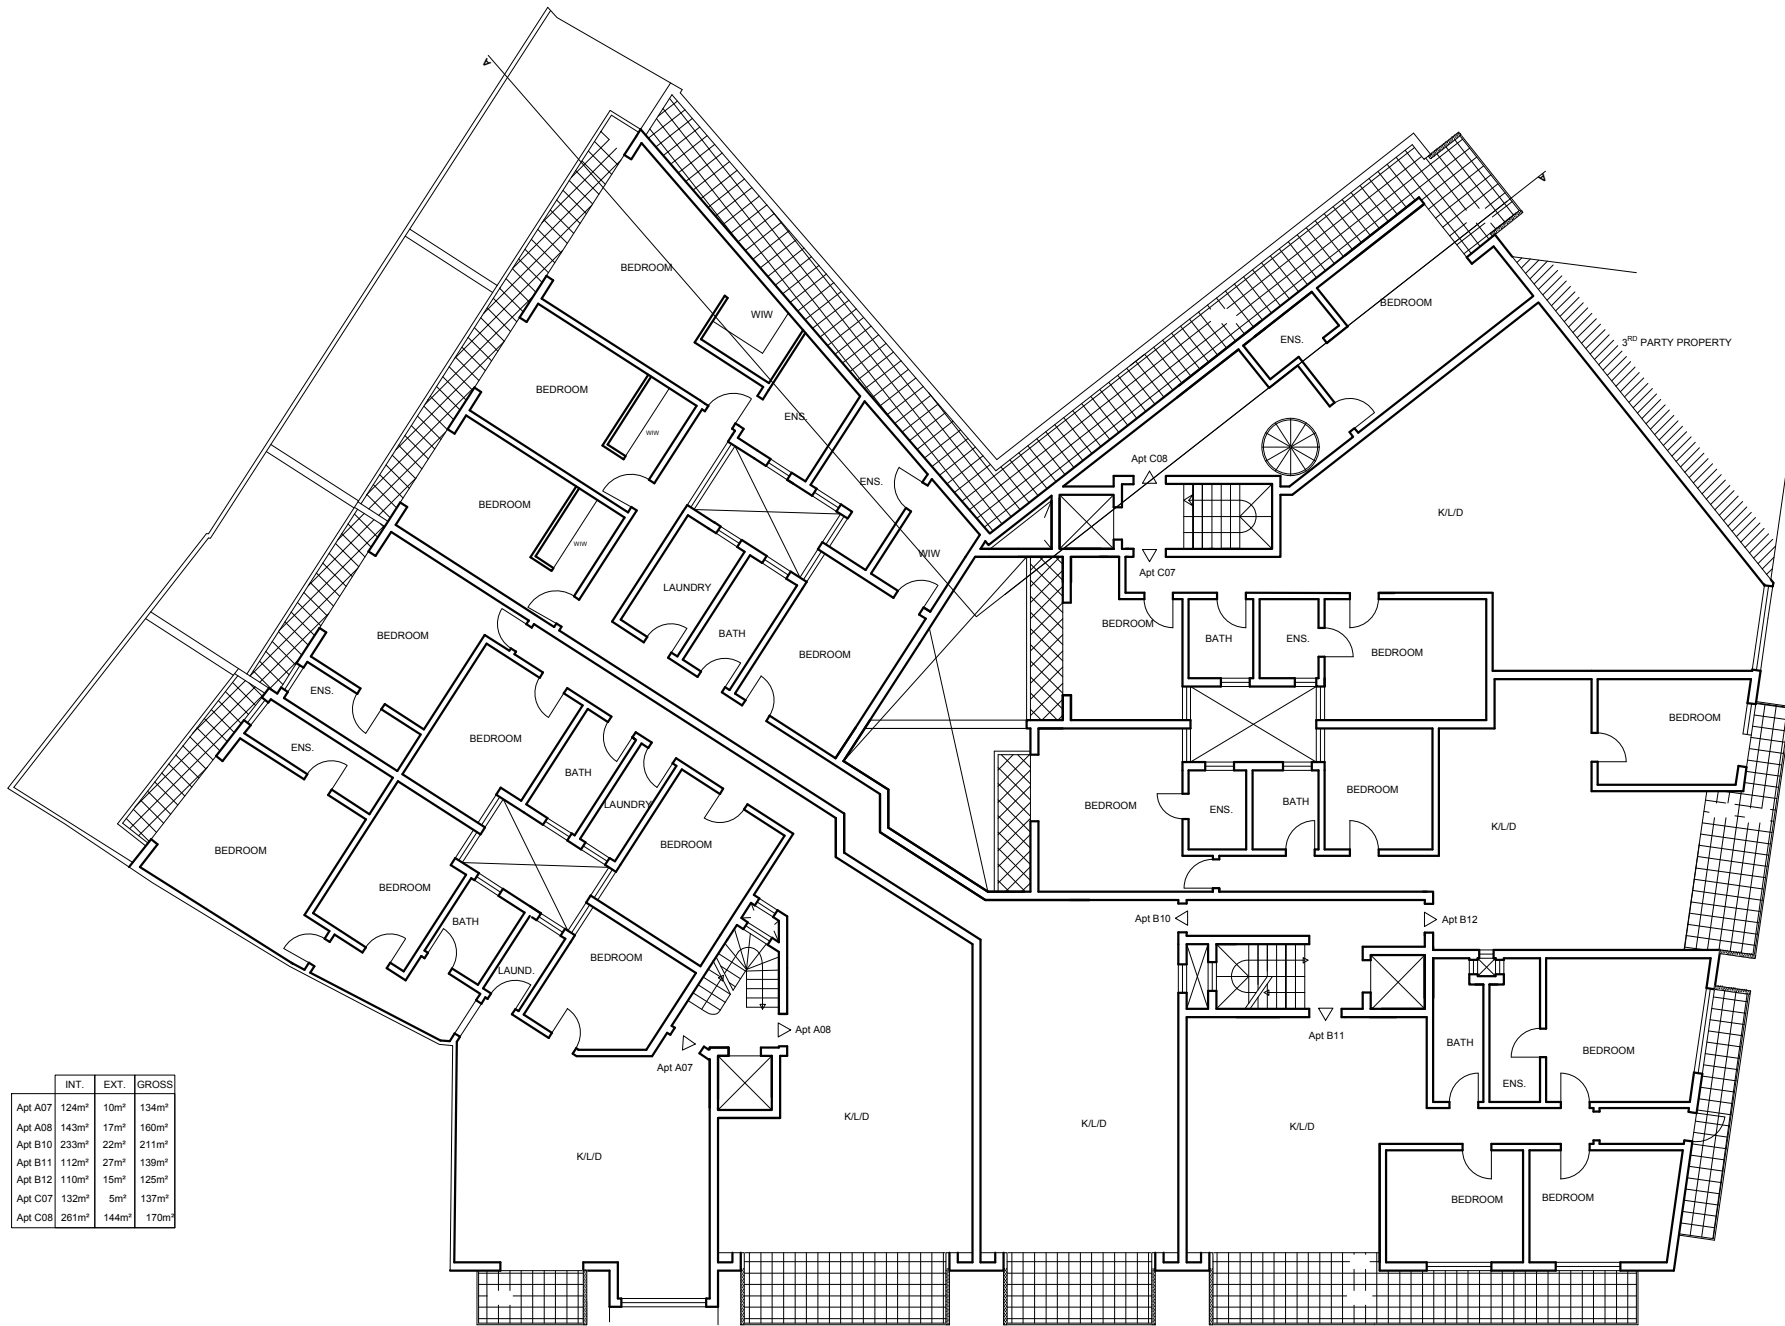 A
A
BEDROOM
WIW
BEDROOM
ENS.
3RD PARTY PROPERTY
BEDROOM
WIW
ENS.
Apt C08
ENS.
BEDROOM
WIW
K/L/D
WIW
Apt C07
LAUNDRY
BEDROOM
BATH
BEDROOM
BEDROOM
BATH
ENS.
BEDROOM
ENS.
BEDROOM
ENS.
BEDROOM
BATH
LAUNDRY
BEDROOM
ENS.
BATH
BEDROOM
K/L/D
BEDROOM
BEDROOM
BEDROOM
BATH
Apt B10
Apt B12
LAUND.
BEDROOM
Apt A08
Apt B11
BATH
BEDROOM
Apt A07
ENS.
K/L/D
K/L/D
K/L/D
K/L/D
BEDROOM
BEDROOM
INT. EXT. GROSS
Apt A07 124m² 10m² 134m²
Apt A08 143m² 17m² 160m²
Apt B10 233m² 22m² 211m²
Apt B11 112m² 27m² 139m²
Apt B12 110m² 15m² 125m²
Apt C07 132m² 5m² 137m²
Apt C08 261m² 144m² 170m²